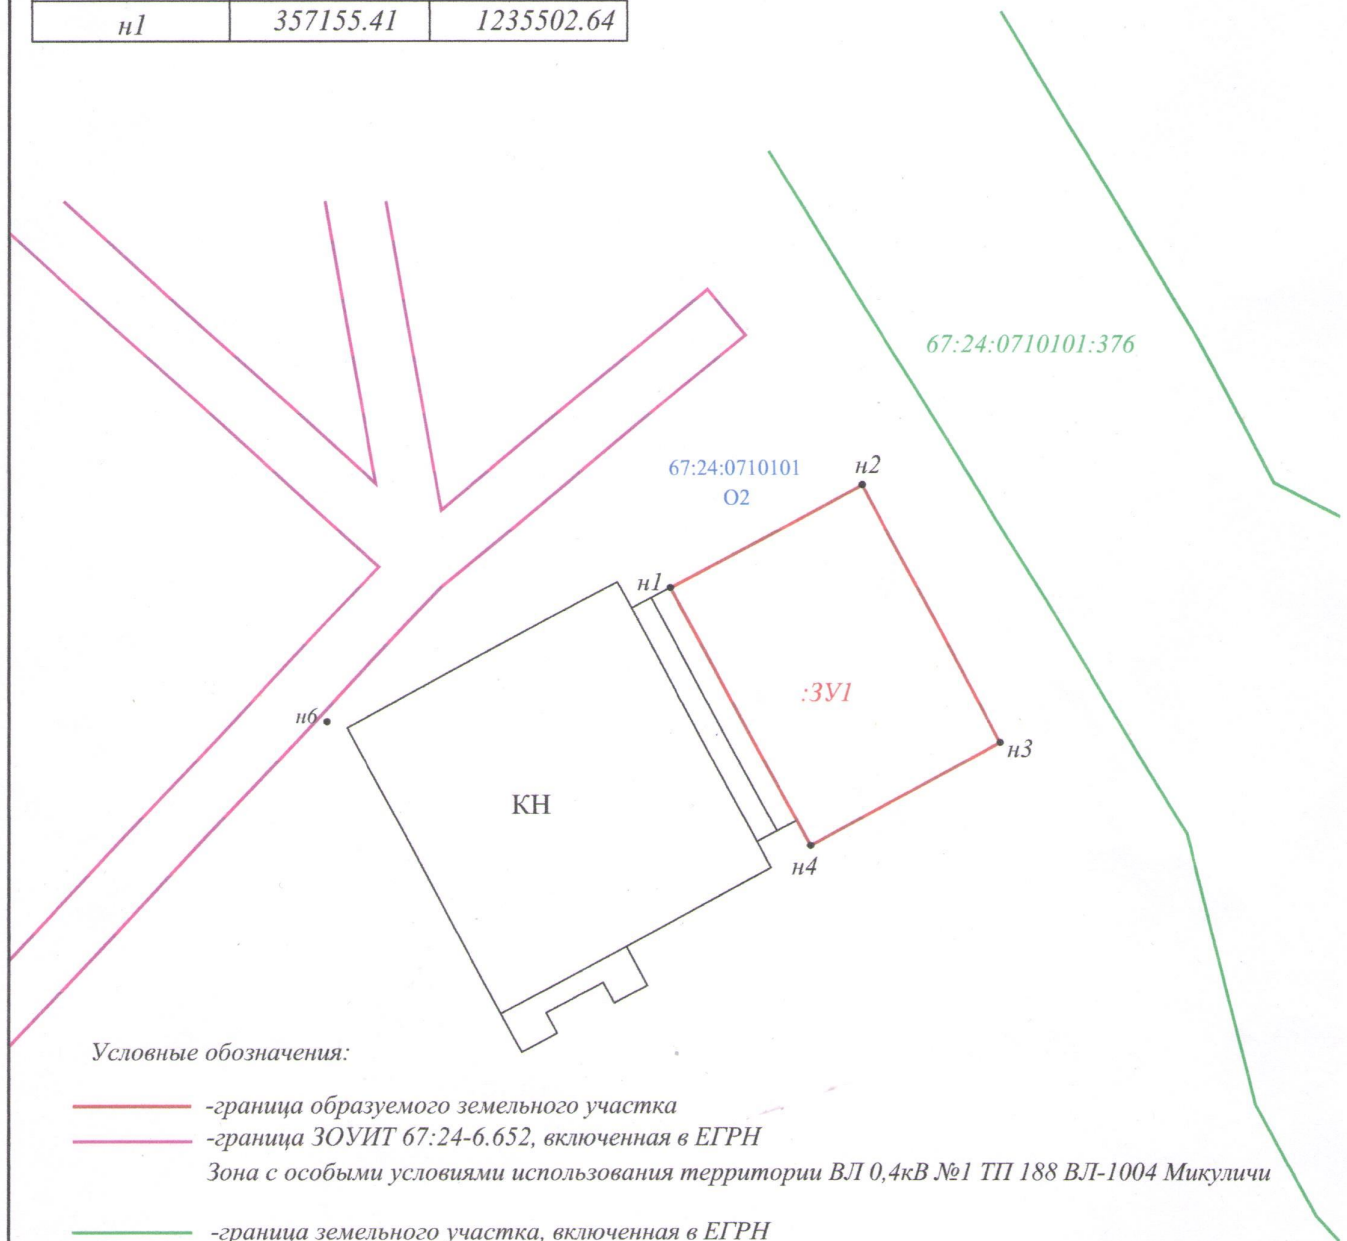 н1 357155.41 1235502.64
67:24:0710101:376
67:24:0710101
О2
н2
н1
:ЗУ1
н6
н3
КН
н4
Условные обозначения:
-граница образуемого земельного участка
-граница ЗОУИТ 67:24-6.652, включенная в ЕГРН
Зона с особыми условиями использования территории ВЛ 0,4кВ №1 ТП 188 ВЛ-1004 Микуличи
-граница земельного участка, включенная в ЕГРН